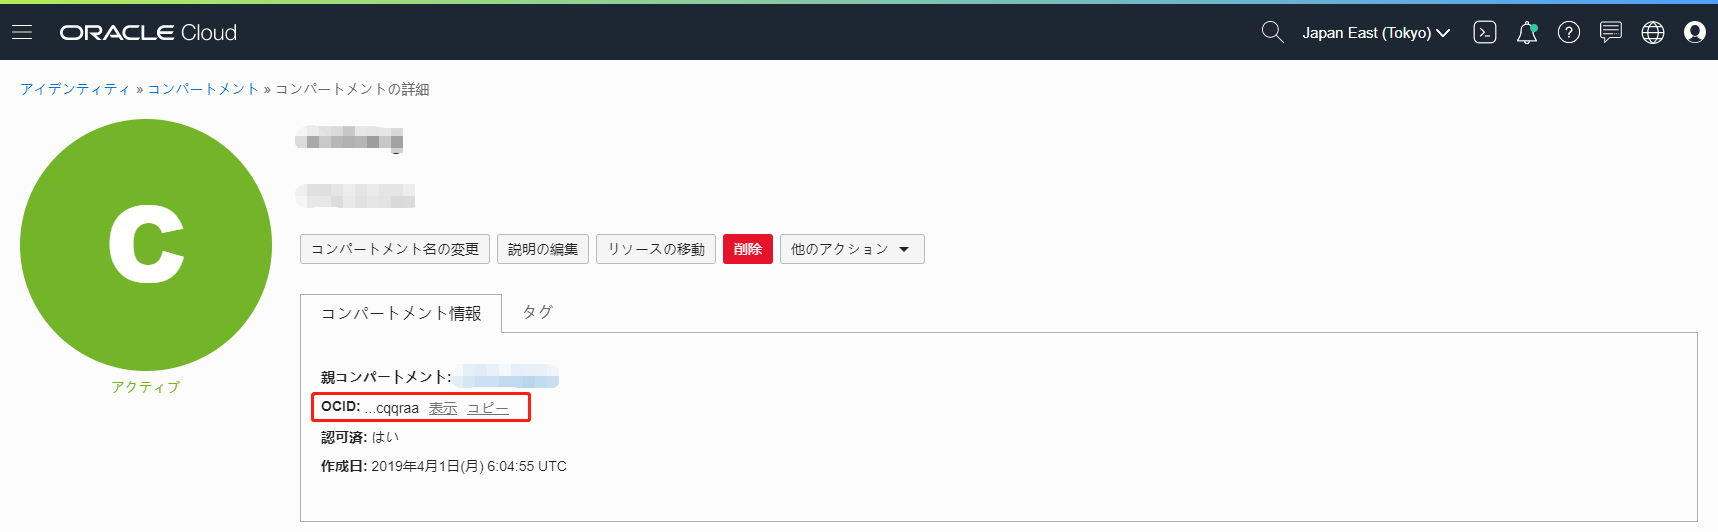 ORACLE Cloud
Japan East (Tokyo)
アイデンティティ » コンパートメント » コンパートメントの詳細
C
アクティブ
コンパートメント名の変更 説明の編集 リソースの移動 削除 他のアクション
コンパートメント情報 タグ
親コンパートメント:
OCID: ...cqqraa 表示 コピー
認可済: はい
作成日: 2019年4月1日(月) 6:04:55 UTC